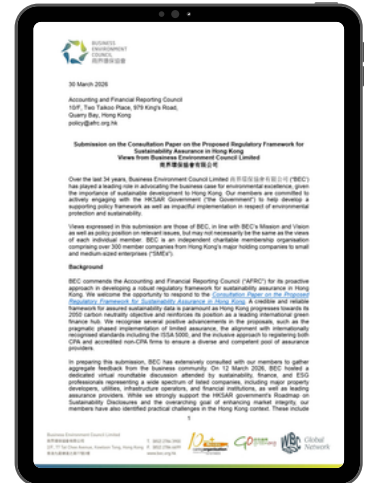 BUSINESS
ENVIRONMENT
COUNCIL
商界環保協會
30 March 2026
Accounting and Financial Reporting Council
10/F, Two Taikoo Place, 979 King's Road,
Quarry Bay, Hong Kong
policy@afrc.org.hk
Submission on the Consultation Paper on the Proposed Regulatory Framework for
Sustainability Assurance in Hong Kong
Views from Business Environment Council Limited
商界環保協會有限公司
Over the last 34 years, Business Environment Council Limited 商界環保協會有限公司 ("BEC")
has played a leading role in advocating the business case for environmental excellence, given
the importance of sustainable development to Hong Kong. Our members are committed to
actively engaging with the HKSAR Government ("the Government") to help develop a
supporting policy framework as well as impactful implementation in respect of environmental
protection and sustainability.
Views expressed in this submission are those of BEC, in line with BEC's Mission and Vision
as well as policy position on relevant issues, but may not necessarily be the same as the views
of each individual member. BEC is an independent charitable membership organisation
comprising over 300 member companies from Hong Kong's major holding companies to small
and medium-sized enterprises ("SMEs").
Background
BEC commends the Accounting and Financial Reporting Council ("AFRC") for its proactive
approach in developing a robust regulatory framework for sustainability assurance in Hong
Kong. We welcome the opportunity to respond to the Consultation Paper on the Proposed
Regulatory Framework for Sustainability Assurance in Hong Kong. A credible and reliable
framework for assured sustainability data is paramount as Hong Kong progresses towards its
2050 carbon neutrality objective and reinforces its position as a leading international green
finance hub. We recognise several positive advancements in the proposals, such as the
pragmatic phased implementation of limited assurance, the alignment with internationally
recognised standards including the ISSA 5000, and the inclusive approach to registering both
CPA and accredited non-CPA firms to ensure a diverse and competent pool of assurance
providers.
In preparing this submission, BEC has extensively consulted with our members to further
aggregate feedback from the business community. On 12 March 2026, BEC hosted a
dedicated virtual roundtable discussion attended by sustainability, finance, and ESG
professionals representing a wide spectrum of listed companies, including major property
developers, utilities, infrastructure operators, and financial institutions, as well as leading
assurance providers. While we strongly support the HKSAR government's Roadmap on
Sustainability Disclosures and the overarching goal of enhancing market integrity, our
members have also identified practical challenges in the Hong Kong context. These include
1
Business Environment Council Limited
商界環保協會有限公司
Global
Network